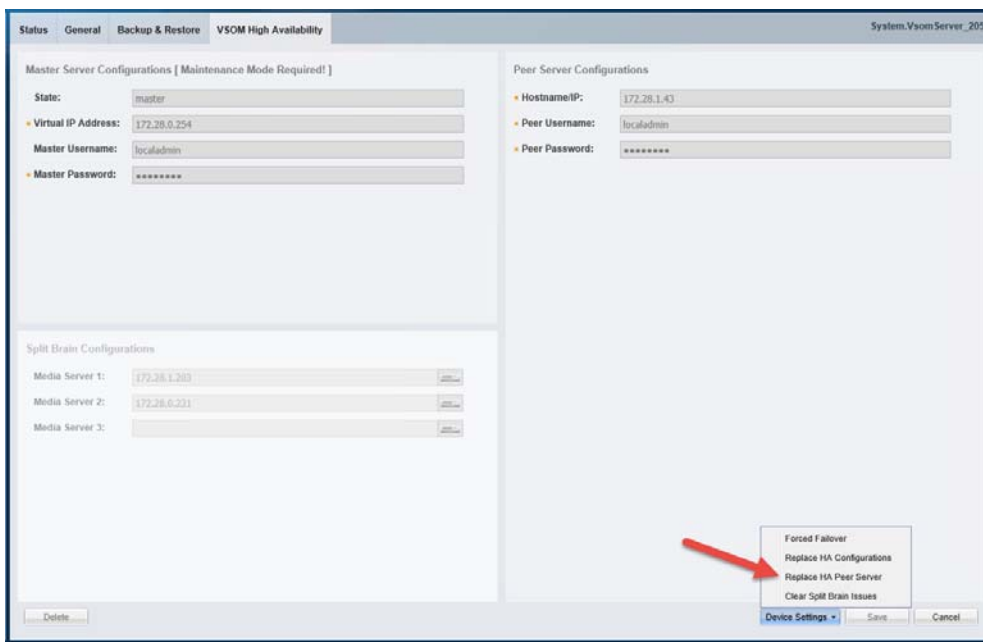 Status General Backup & Restore VSOM High Availability
System.VsomServer_205
Master Server Configurations [ Maintenance Mode Required! ]
State: master
Virtual IP Address: 172.28.0.254
Master Username: localadmin
Master Password: ********
Peer Server Configurations
Hostname/IP: 172.28.1.43
Peer Username: localadmin
Peer Password: ********
Split Brain Configurations
Media Server 1: 172.28.1.203
Media Server 2: 172.28.0.231
Media Server 3:
Forced Failover
Replace HA Configurations
Replace HA Peer Server
Clear Split Brain Issues
Delete Device Settings Save Cancel